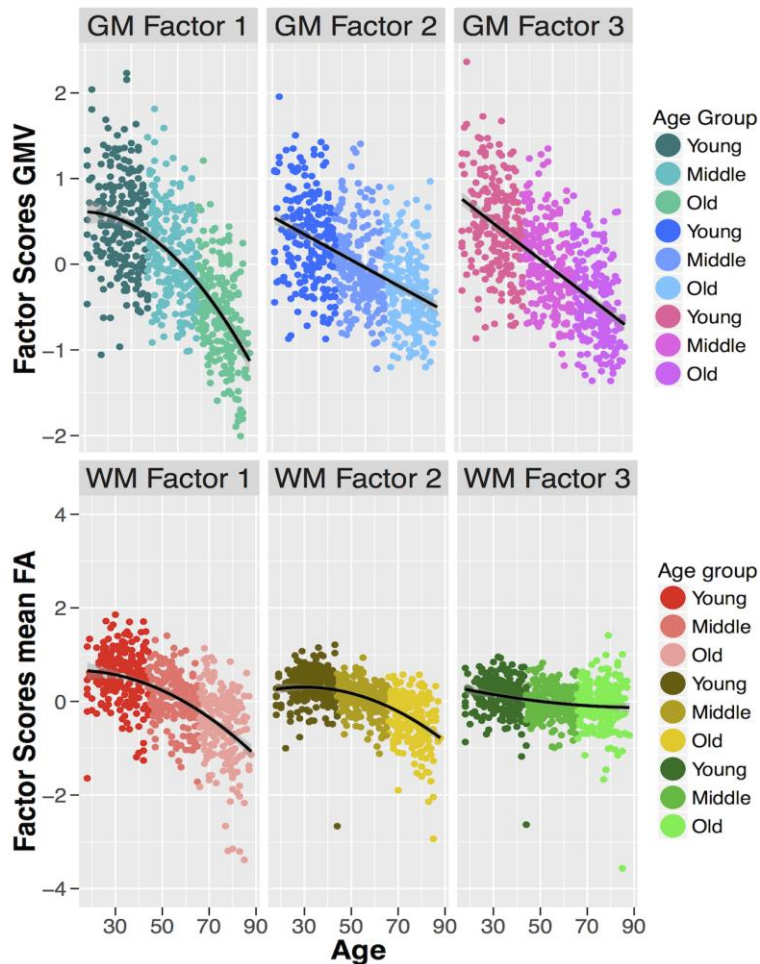 GM Factor 1 GM Factor 2 GM Factor 3
Factor Scores GMV
2
1
0
−1
−2
Age Group
Young
Middle
Old
Young
Middle
Old
Young
Middle
Old
WM Factor 1 WM Factor 2 WM Factor 3
Factor Scores mean FA
4
2
0
−2
−4
Age group
Young
Middle
Old
Young
Middle
Old
Young
Middle
Old
30 50 70 90 30 50 70 90 30 50 70 90
Age